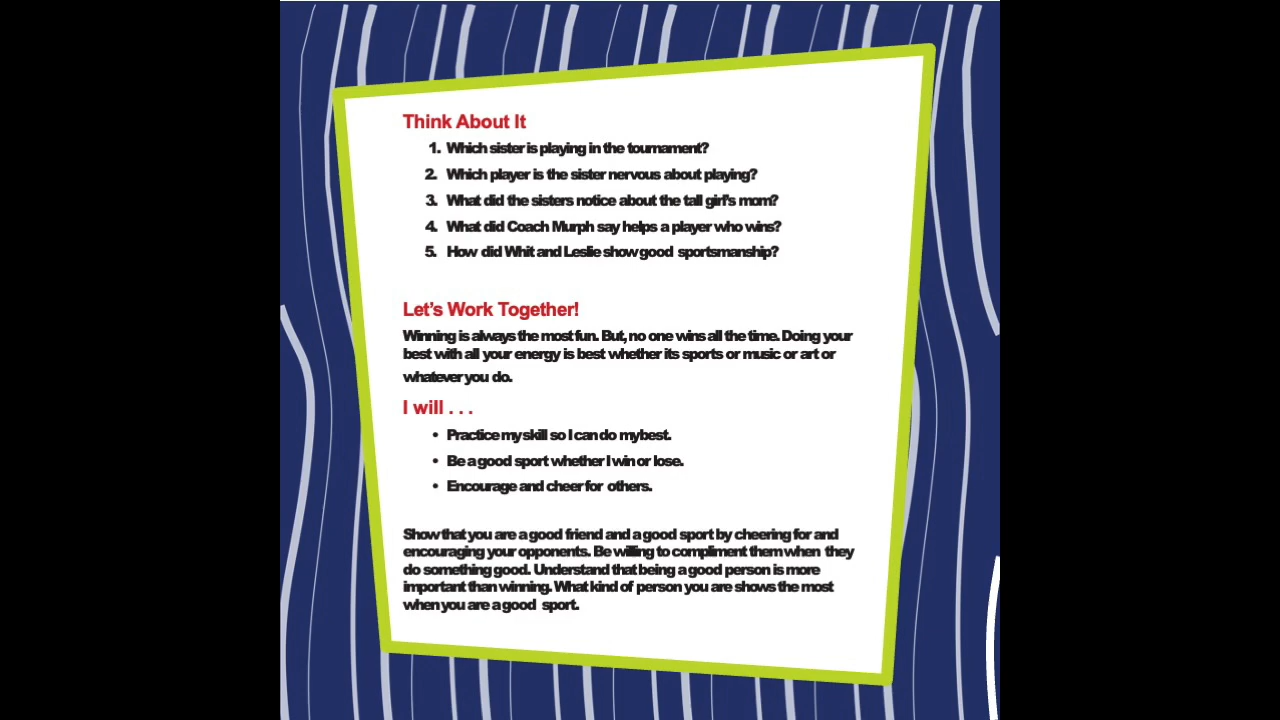 Think About It
1. Which sister is playing in the tournament?
2. Which player is the sister nervous about playing?
3. What did the sisters notice about the tall girl's mom?
4. What did Coach Murph say helps a player who wins?
5. How did Whit and Leslie show good sportsmanship?
Let's Work Together!
Winning is always the most fun. But, no one wins all the time. Doing your
best with all your energy is best whether its sports or music or art or
whatever you do.
I will . . .
• Practice my skill so I can do my best.
• Be a good sport whether I win or lose.
• Encourage and cheer for others.
Show that you are a good friend and a good sport by cheering for and
encouraging your opponents. Be willing to compliment them when they
do something good. Understand that being a good person is more
important than winning. What kind of person you are shows the most
when you are a good sport.